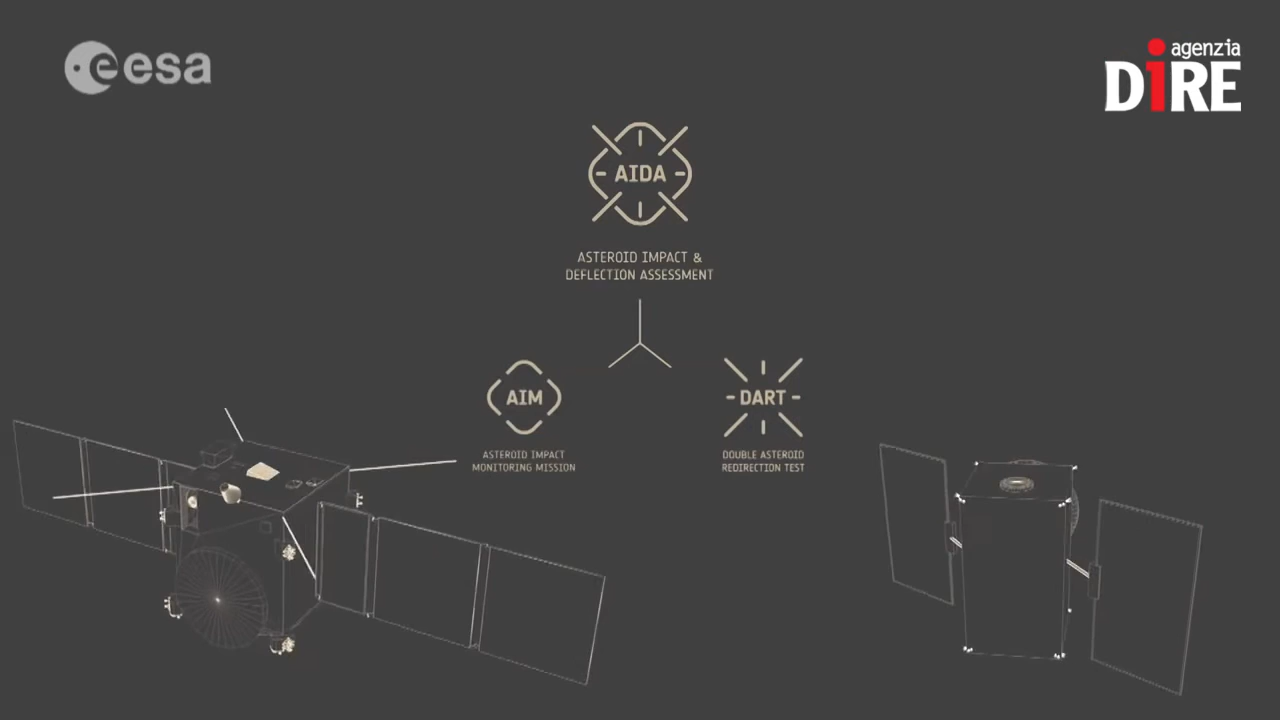 esa
agenzia
DiRE
AIDA
ASTEROID IMPACT &
DEFLECTION ASSESSMENT
AIM
ASTEROID IMPACT
MONITORING MISSION
DART
DOUBLE ASTEROID
REDIRECTION TEST